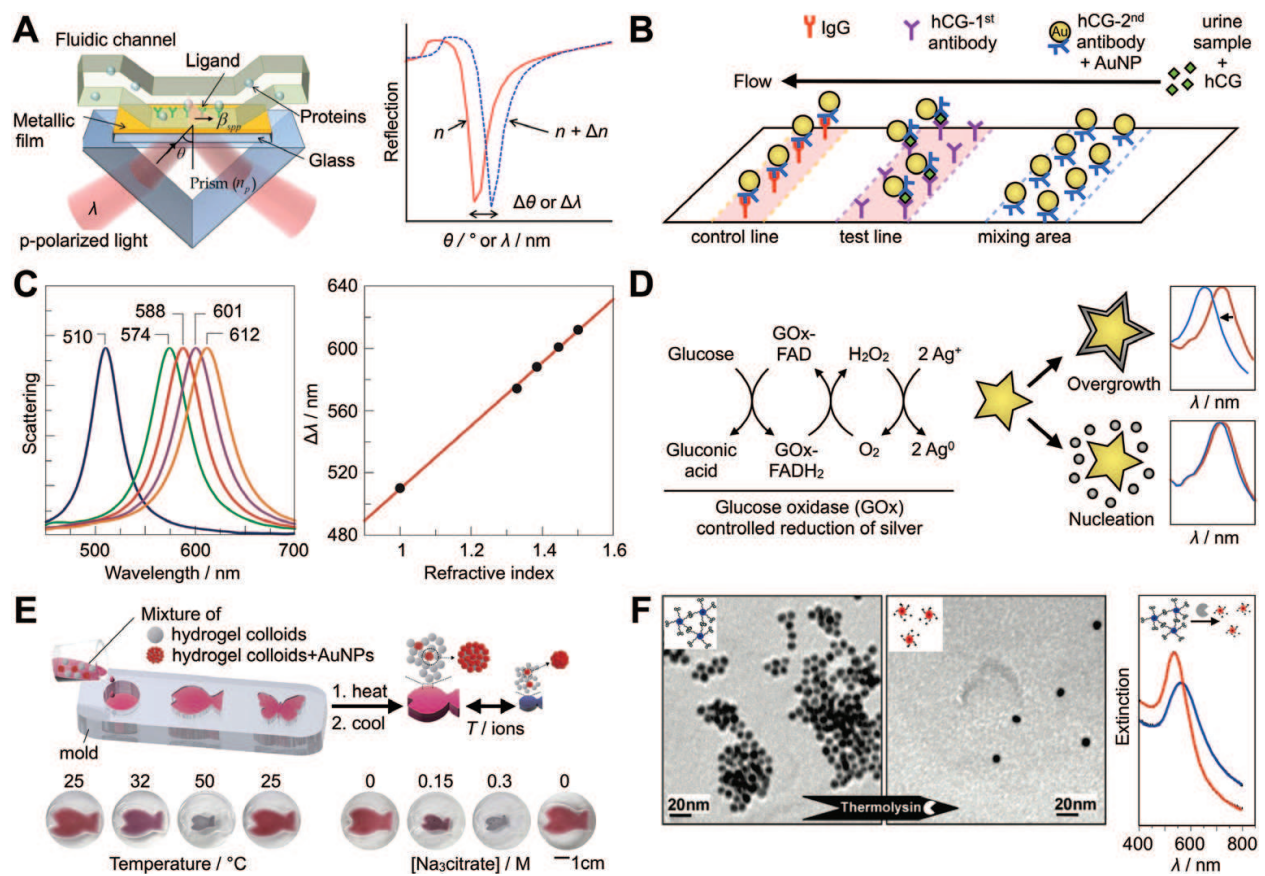 A
Fluidic channel
Ligand
Proteins
βspp
Metallic
film
θ
Glass
Prism (np)
λ
p-polarized light
Reflection
n
n + Δn
Δθ or Δλ
θ / ° or λ / nm
B
IgG
hCG-1st
antibody
Au
hCG-2nd
antibody
+ AuNP
urine
sample
+
hCG
Flow
control line
test line
mixing area
C
510
574
588
601
612
Scattering
500
600
700
Wavelength / nm
Δλ / nm
640
600
560
520
480
1
1.2
1.4
1.6
Refractive index
D
Glucose
GOx-
FAD
H2O2
2 Ag+
Gluconic
acid
GOx-
FADH2
O2
2 Ag0
Glucose oxidase (GOx)
controlled reduction of silver
Overgrowth
Nucleation
λ / nm
λ / nm
E
Mixture of
hydrogel colloids
hydrogel colloids+AuNPs
mold
1. heat
2. cool
T / ions
25
32
50
25
Temperature / °C
0
0.15
0.3
0
[Na3citrate] / M
1cm
F
20nm
Thermolysin
20nm
Extinction
400
600
800
λ / nm